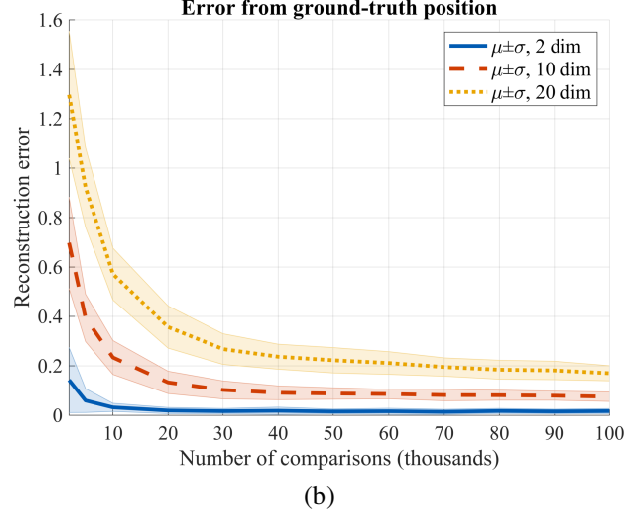 Error from ground-truth position
1.6
1.4
1.2
1
0.8
0.6
0.4
0.2
0
Reconstruction error
μ±σ, 2 dim
μ±σ, 10 dim
μ±σ, 20 dim
10 20 30 40 50 60 70 80 90 100
Number of comparisons (thousands)
(b)